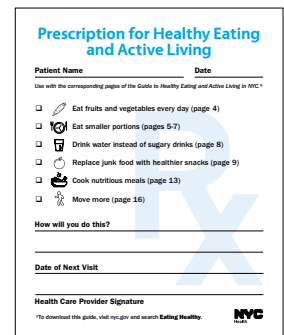 Prescription for Healthy Eating
and Active Living
Patient Name Date
Use with the corresponding pages of the Guide to Healthy Eating and Active Living in NYC.*
❑ Eat fruits and vegetables every day (page 4)
❑ Eat smaller portions (pages 5-7)
❑ Drink water instead of sugary drinks (page 8)
❑ Replace junk food with healthier snacks (page 9)
❑ Cook nutritious meals (page 13)
❑ Move more (page 16)
Rx
How will you do this?
Date of Next Visit
Health Care Provider Signature
*To download this guide, visit nyc.gov and search Eating Healthy.
NYC
Health